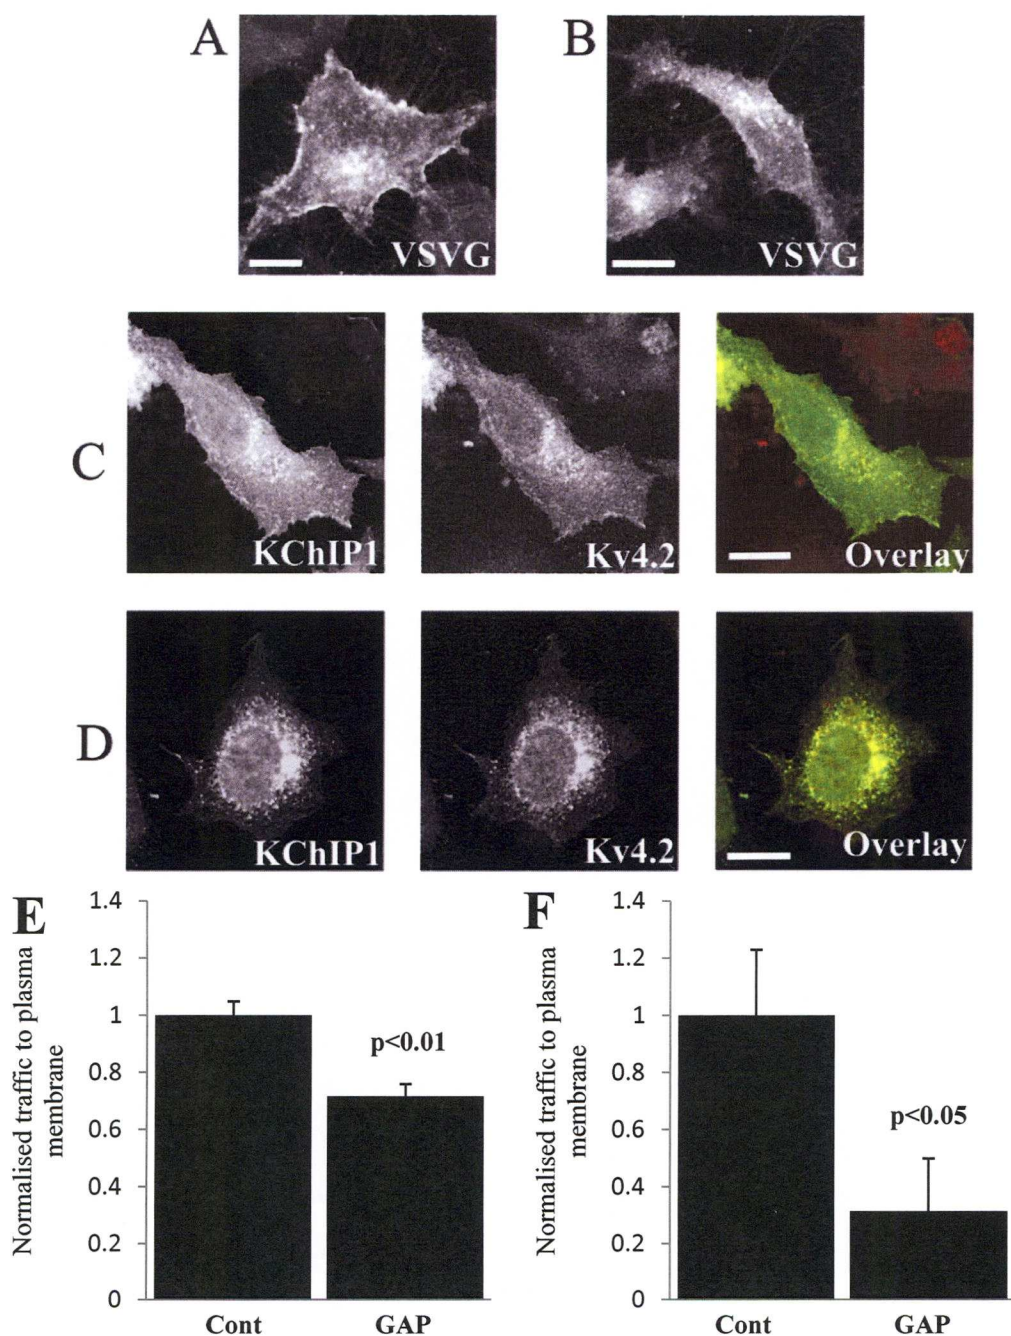 A
B
VSVG
VSVG
C
KChIP1
Kv4.2
Overlay
D
KChIP1
Kv4.2
Overlay
E
Normalised traffic to plasma
membrane
1.4
1.2
1
0.8
0.6
0.4
0.2
0
p<0.01
Cont
GAP
F
Normalised traffic to plasma
membrane
1.4
1.2
1
0.8
0.6
0.4
0.2
0
p<0.05
Cont
GAP